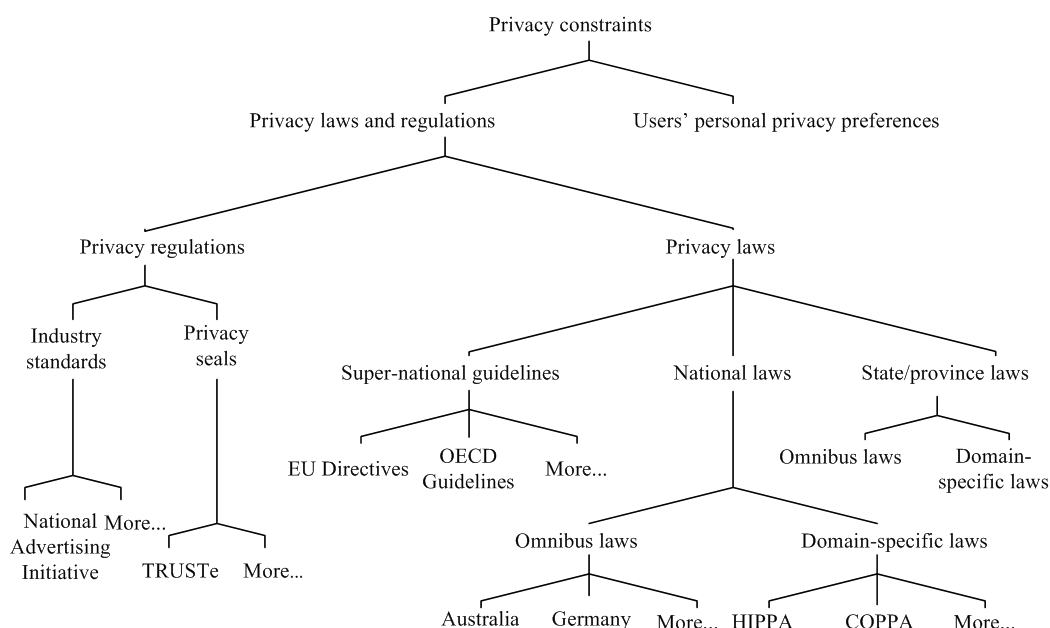 Privacy constraints
Privacy laws and regulations
Users’ personal privacy preferences
Privacy regulations
Privacy laws
Industry
standards
Privacy
seals
Super-national guidelines
National laws
State/province laws
EU Directives
OECD
Guidelines
More...
Omnibus laws
Domain-
specific laws
National
Advertising
Initiative
More...
TRUSTe
More...
Omnibus laws
Domain-specific laws
Australia
Germany
More...
HIPPA
COPPA
More...